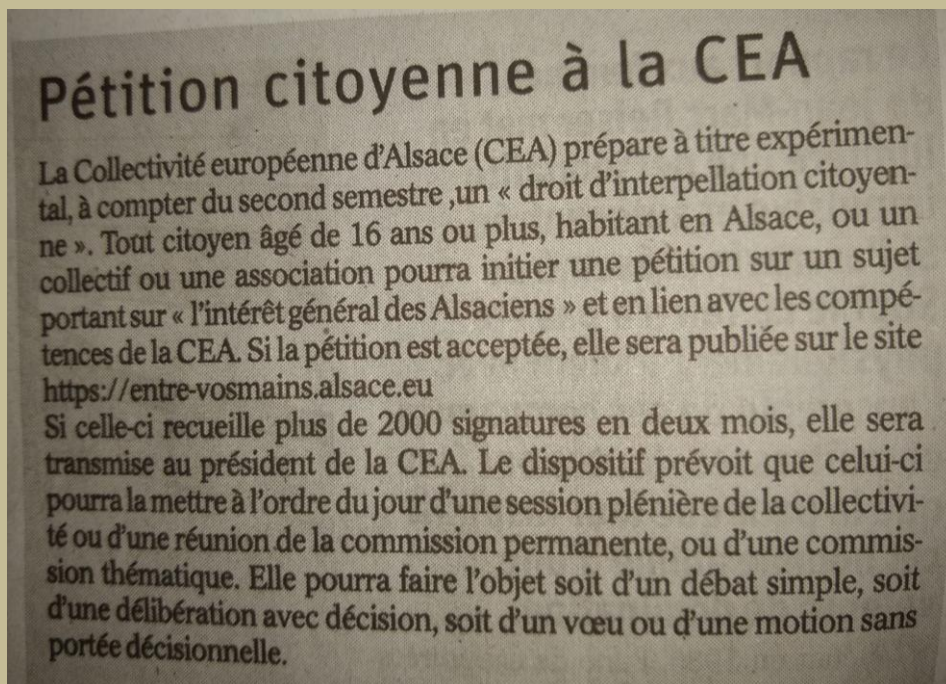 Pétition citoyenne à la CEA
La Collectivité européenne d'Alsace (CEA) prépare à titre expérimen-
tal, à compter du second semestre ,un « droit d'interpellation citoyen-
ne ». Tout citoyen âgé de 16 ans ou plus, habitant en Alsace, ou un
collectif ou une association pourra initier une pétition sur un sujet
portant sur « l'intérêt général des Alsaciens » et en lien avec les compé-
tences de la CEA. Si la pétition est acceptée, elle sera publiée sur le site
https://entre-vosmains.alsace.eu
Si celle-ci recueille plus de 2000 signatures en deux mois, elle sera
transmise au président de la CEA. Le dispositif prévoit que celui-ci
pourra la mettre à l'ordre du jour d'une session plénière de la collectivi-
té ou d'une réunion de la commission permanente, ou d'une commis-
sion thématique. Elle pourra faire l'objet soit d'un débat simple, soit
d'une délibération avec décision, soit d'un vœu ou d'une motion sans
portée décisionnelle.